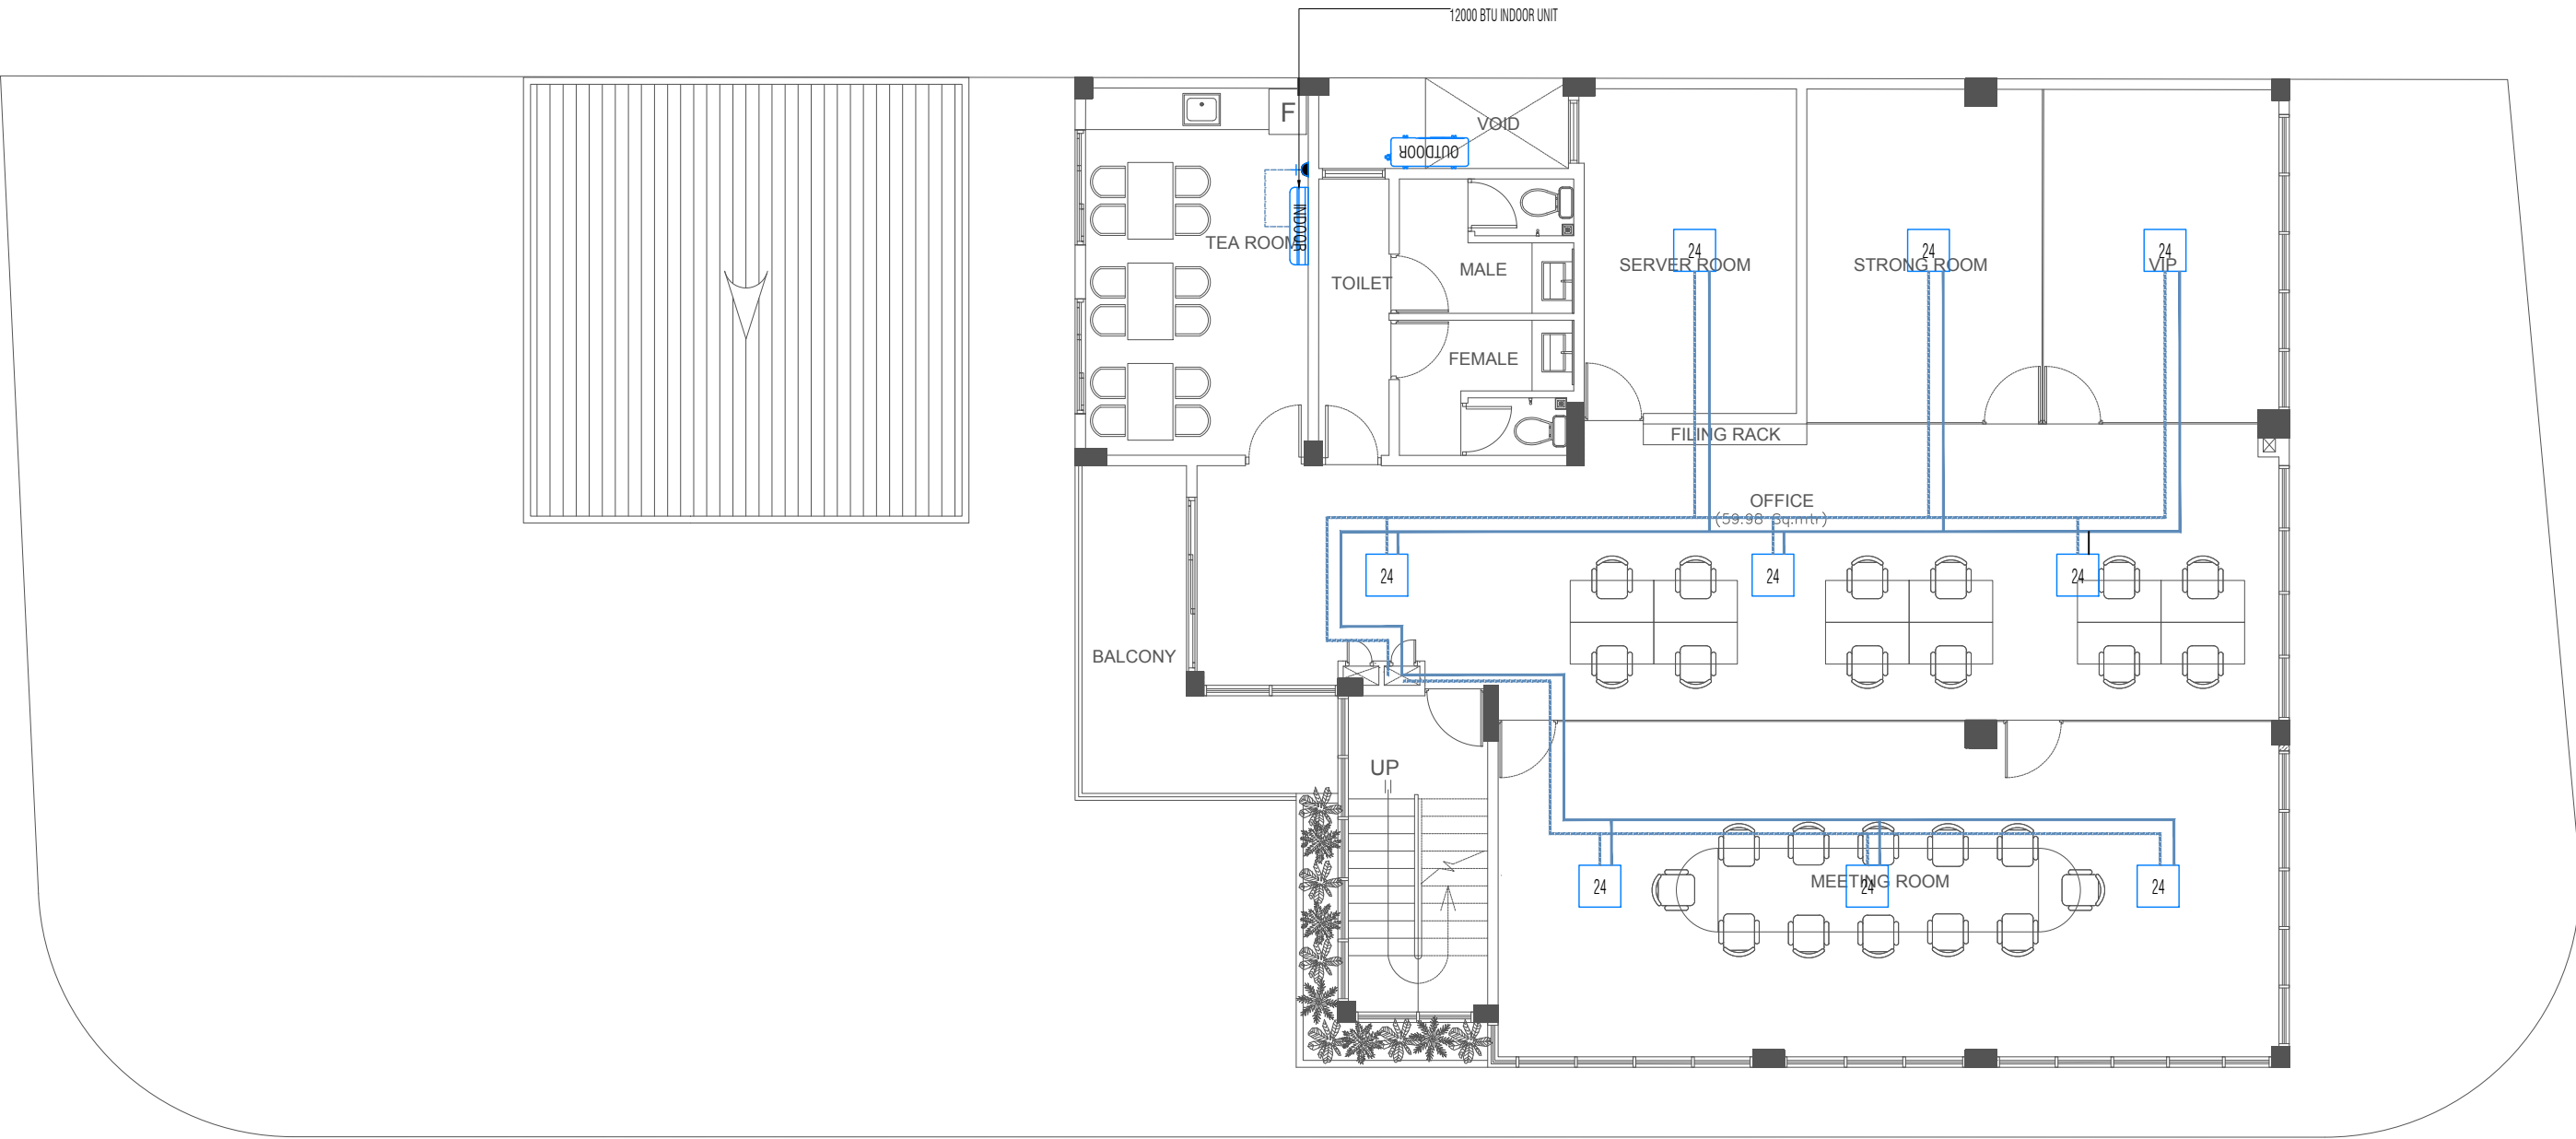 12000 BTU INDOOR UNIT
F
VOID
OUTDOOR
INDOOR
TEA ROOM
TOILET
MALE
FEMALE
24
SERVER ROOM
24
STRONG ROOM
24
VIP
FILING RACK
OFFICE
(59.98 Sq.mtr)
24
24
24
BALCONY
UP
24
24
MEETING ROOM
24